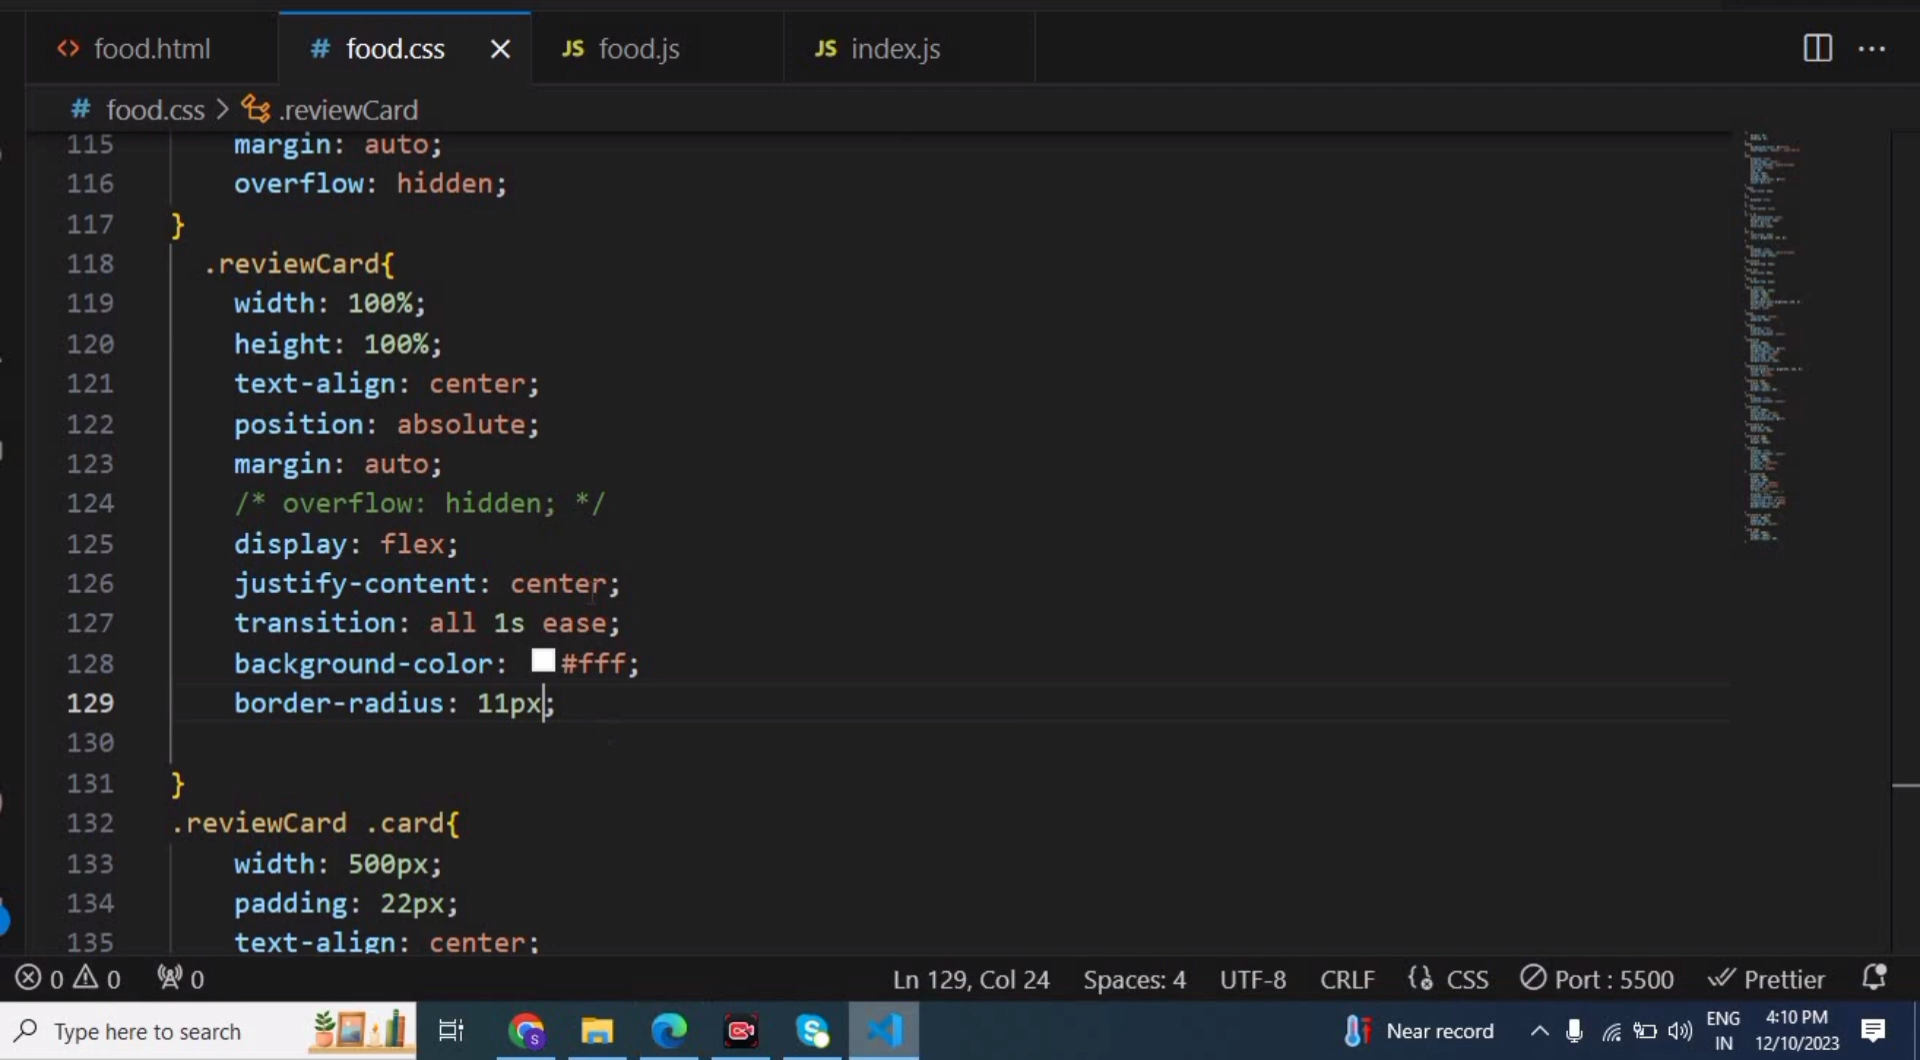 <> food.html # food.css × JS food.js JS index.js ...
# food.css > .reviewCard
115 margin: auto;
116 overflow: hidden;
117 }
118 .reviewCard{
119 width: 100%;
120 height: 100%;
121 text-align: center;
122 position: absolute;
123 margin: auto;
124 /* overflow: hidden; */
125 display: flex;
126 justify-content: center;
127 transition: all 1s ease;
128 background-color: #fff;
129 border-radius: 11px;
130
131 }
132 .reviewCard .card{
133 width: 500px;
134 padding: 22px;
135 text-align: center;
0 0 0 Ln 129, Col 24 Spaces: 4 UTF-8 CRLF {} CSS Port : 5500 Prettier
Type here to search S S Near record ENG 4:10 PM
IN 12/10/2023